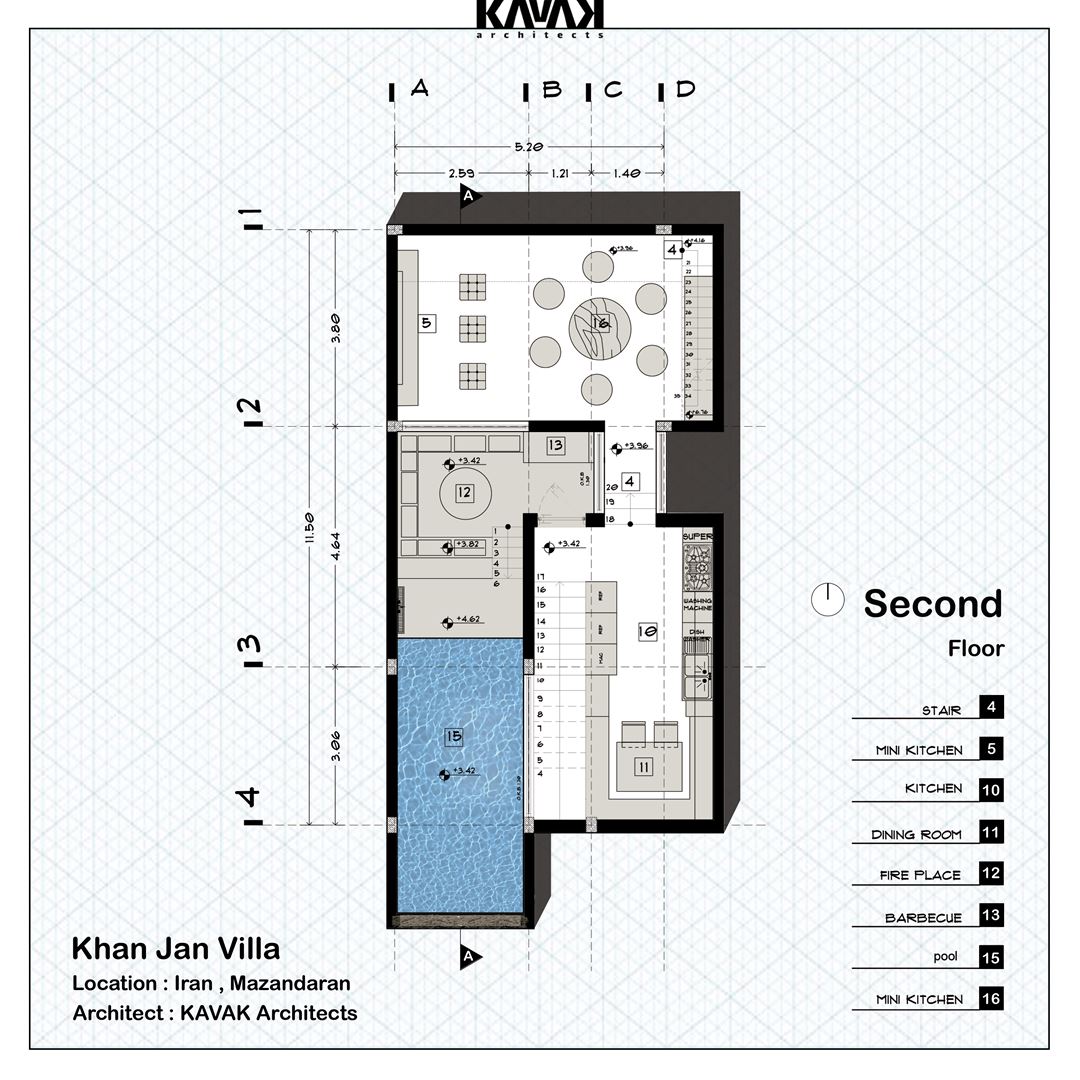 KAVAK
architects
A B C D
5.20
2.59 1.21 1.40
A
1
2
3
4
3.80
11.50
4.64
3.06
+3.96
4
+4.16
5
16
21
22
23
24
25
26
27
28
29
30
31
32
33
35 34
+6.76
13
+3.96
+3.42
12
4
O.K.B
1.30
20
19
18
1
2
3
4
5
6
+3.82
+3.42
+4.62
SUPER
WASHING
MACHINE
DISH
WASHER
17
16
15
14
13
12
11
10
9
8
7
6
5
4
REF
REF
MAC
10
15
+3.42
11
A
Second
Floor
STAIR 4
MINI KITCHEN 5
KITCHEN 10
DINING ROOM 11
FIRE PLACE 12
BARBECUE 13
pool 15
MINI KITCHEN 16
Khan Jan Villa
Location : Iran , Mazandaran
Architect : KAVAK Architects